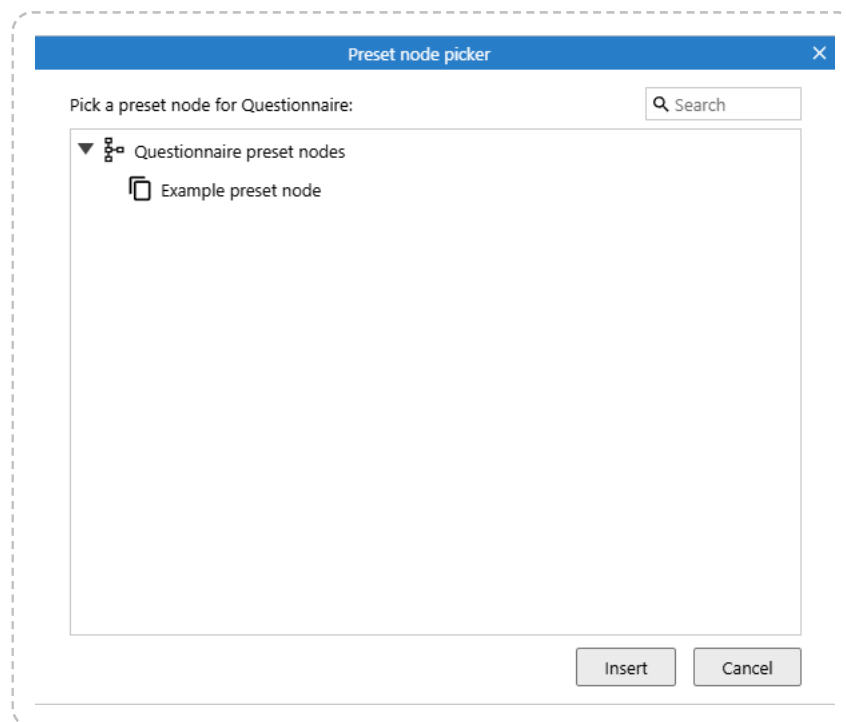 Preset node picker
Pick a preset node for Questionnaire:
Search
Questionnaire preset nodes
Example preset node
Insert
Cancel